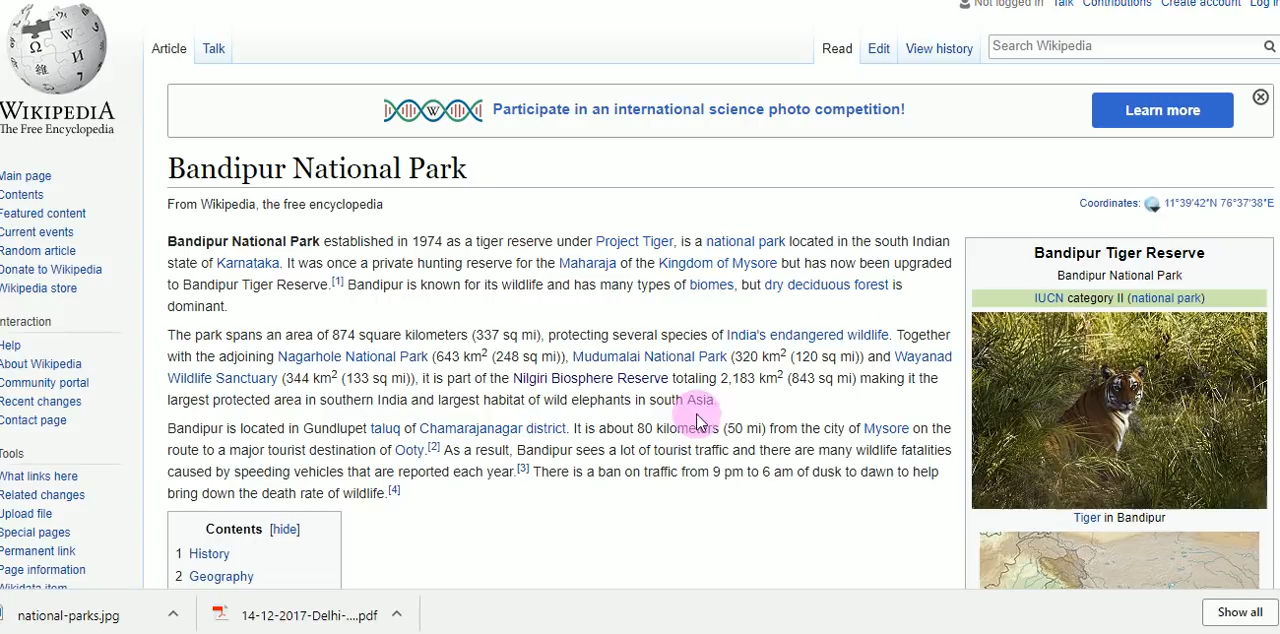 Not logged in Talk Contributions Create account Log in
WIKIPEDIA
The Free Encyclopedia
Article Talk Read Edit View history Search Wikipedia
Participate in an international science photo competition! Learn more
Main page
Contents
Featured content
Current events
Random article
Donate to Wikipedia
Wikipedia store
Interaction
Help
About Wikipedia
Community portal
Recent changes
Contact page
Tools
What links here
Related changes
Upload file
Special pages
Permanent link
Page information
Wikidata item
Bandipur National Park
From Wikipedia, the free encyclopedia
Coordinates: 11°39′42″N 76°37′38″E
Bandipur National Park established in 1974 as a tiger reserve under Project Tiger, is a national park located in the south Indian
state of Karnataka. It was once a private hunting reserve for the Maharaja of the Kingdom of Mysore but has now been upgraded
to Bandipur Tiger Reserve.[1] Bandipur is known for its wildlife and has many types of biomes, but dry deciduous forest is
dominant.
The park spans an area of 874 square kilometers (337 sq mi), protecting several species of India's endangered wildlife. Together
with the adjoining Nagarhole National Park (643 km2 (248 sq mi)), Mudumalai National Park (320 km2 (120 sq mi)) and Wayanad
Wildlife Sanctuary (344 km2 (133 sq mi)), it is part of the Nilgiri Biosphere Reserve totaling 2,183 km2 (843 sq mi) making it the
largest protected area in southern India and largest habitat of wild elephants in south Asia.
Bandipur is located in Gundlupet taluq of Chamarajanagar district. It is about 80 kilometers (50 mi) from the city of Mysore on the
route to a major tourist destination of Ooty.[2] As a result, Bandipur sees a lot of tourist traffic and there are many wildlife fatalities
caused by speeding vehicles that are reported each year.[3] There is a ban on traffic from 9 pm to 6 am of dusk to dawn to help
bring down the death rate of wildlife.[4]
Contents [hide]
1 History
2 Geography
Bandipur Tiger Reserve
Bandipur National Park
IUCN category II (national park)
Tiger in Bandipur
national-parks.jpg 14-12-2017-Delhi-....pdf Show all